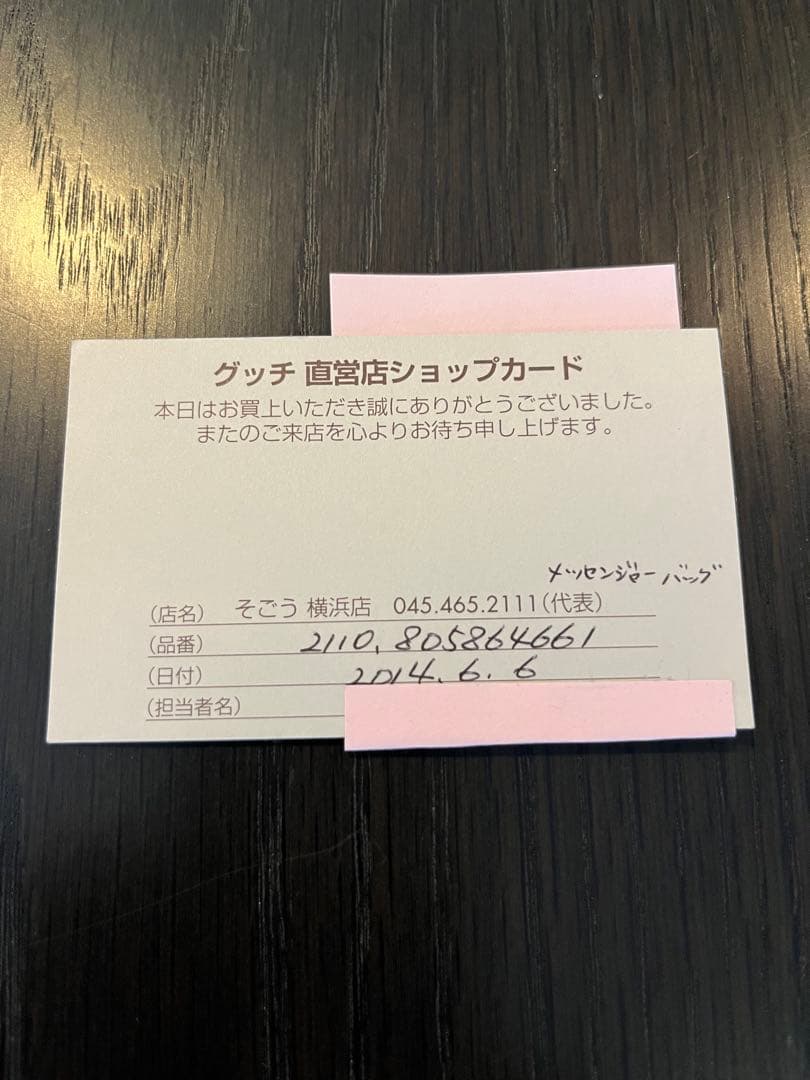 グッチ 直営店ショップカード
本日はお買上いただき誠にありがとうございました。
またのご来店を心よりお待ち申し上げます。
メッセンジャーバッグ
(店名) そごう 横浜店 045.465.2111(代表)
(品番) 2110, 805864661
(日付) 2014. 6. 6
(担当者名)